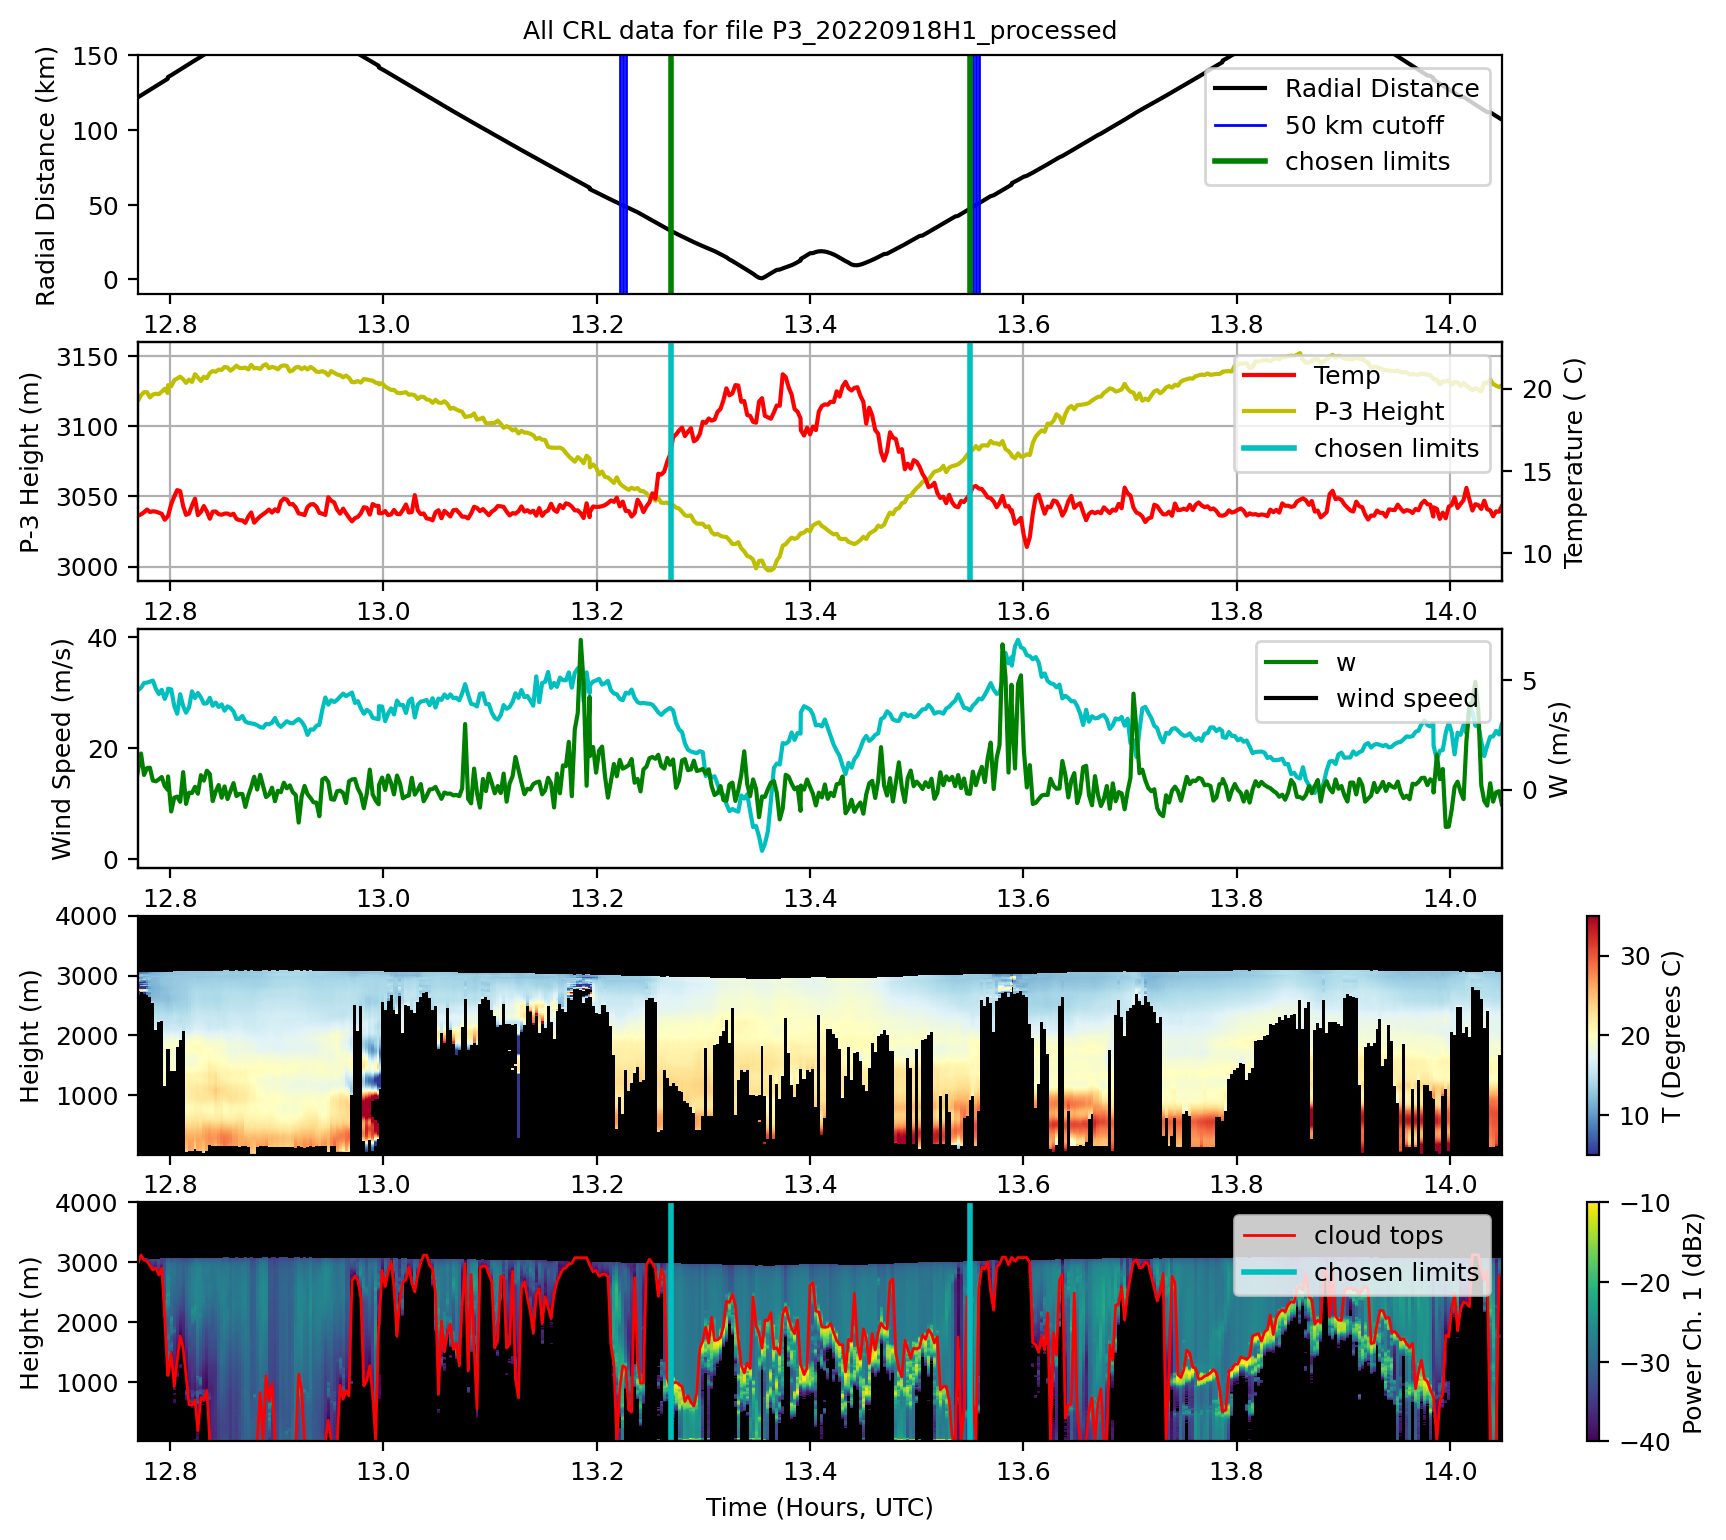 All CRL data for file P3_20220918H1_processed
150
100
50
0
Radial Distance (km)
Radial Distance
50 km cutoff
chosen limits
12.8 13.0 13.2 13.4 13.6 13.8 14.0
3150
3100
3050
3000
P-3 Height (m)
Temp
P-3 Height
chosen limits
20
15
10
Temperature ( C)
12.8 13.0 13.2 13.4 13.6 13.8 14.0
40
20
0
Wind Speed (m/s)
w
wind speed
5
0
W (m/s)
12.8 13.0 13.2 13.4 13.6 13.8 14.0
4000
3000
2000
1000
Height (m)
30
20
10
T (Degrees C)
12.8 13.0 13.2 13.4 13.6 13.8 14.0
4000
3000
2000
1000
Height (m)
cloud tops
chosen limits
−10
−20
−30
−40
Power Ch. 1 (dBz)
12.8 13.0 13.2 13.4 13.6 13.8 14.0
Time (Hours, UTC)